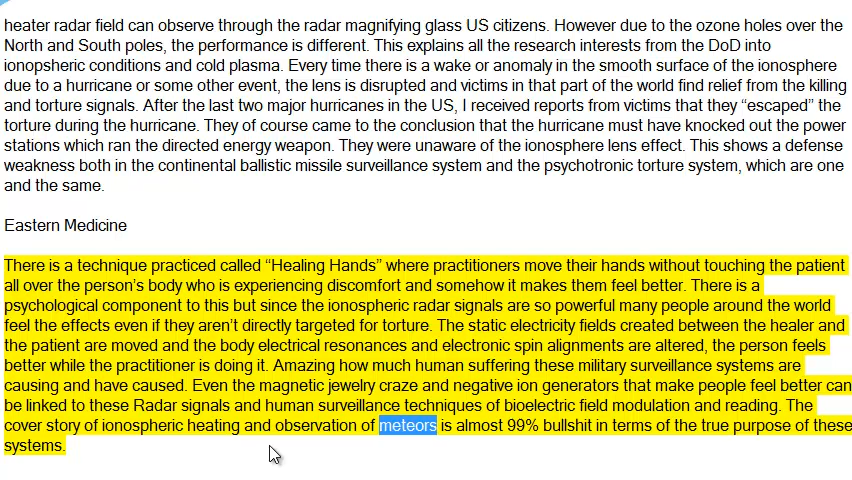 heater radar field can observe through the radar magnifying glass US citizens. However due to the ozone holes over the
North and South poles, the performance is different. This explains all the research interests from the DoD into
ionopsheric conditions and cold plasma. Every time there is a wake or anomaly in the smooth surface of the ionosphere
due to a hurricane or some other event, the lens is disrupted and victims in that part of the world find relief from the killing
and torture signals. After the last two major hurricanes in the US, I received reports from victims that they “escaped” the
torture during the hurricane. They of course came to the conclusion that the hurricane must have knocked out the power
stations which ran the directed energy weapon. They were unaware of the ionosphere lens effect. This shows a defense
weakness both in the continental ballistic missile surveillance system and the psychotronic torture system, which are one
and the same.
Eastern Medicine
There is a technique practiced called “Healing Hands” where practitioners move their hands without touching the patient
all over the person’s body who is experiencing discomfort and somehow it makes them feel better. There is a
psychological component to this but since the ionospheric radar signals are so powerful many people around the world
feel the effects even if they aren’t directly targeted for torture. The static electricity fields created between the healer and
the patient are moved and the body electrical resonances and electronic spin alignments are altered, the person feels
better while the practitioner is doing it. Amazing how much human suffering these military surveillance systems are
causing and have caused. Even the magnetic jewelry craze and negative ion generators that make people feel better can
be linked to these Radar signals and human surveillance techniques of bioelectric field modulation and reading. The
cover story of ionospheric heating and observation of meteors is almost 99% bullshit in terms of the true purpose of these
systems.